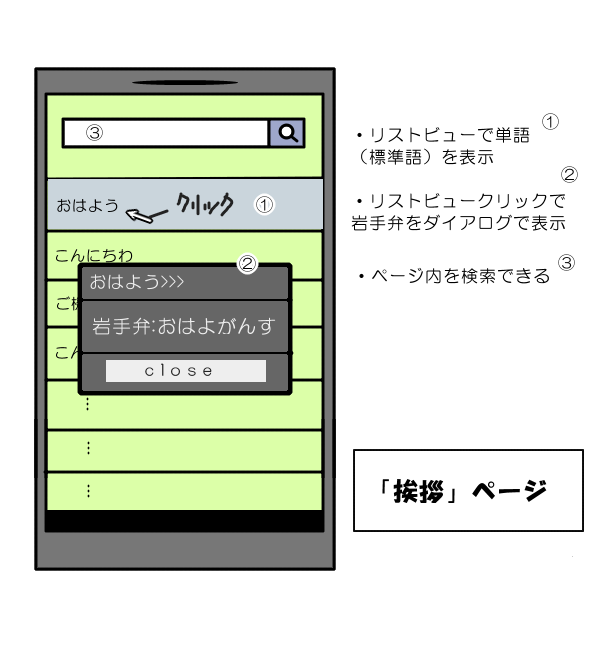 ③
おはよう
クリック
①
こんにちわ
②
おはよう>>>
ご機
岩手弁:おはよがんす
こん
close
①
・リストビューで単語
（標準語）を表示
②
・リストビュークリックで
岩手弁をダイアログで表示
③
・ページ内を検索できる
「挨拶」ページ